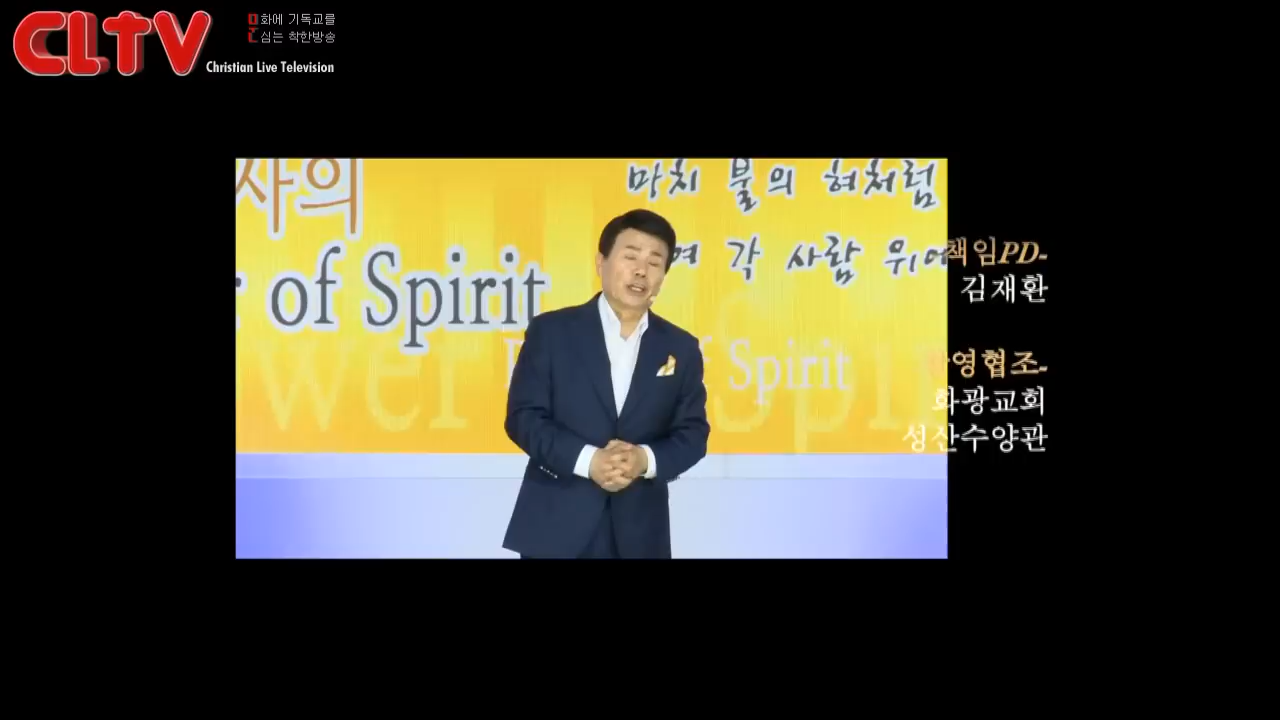 CLTV
화에 기독교를
심는 착한방송
Christian Live Television
사의
of Spirit
마치 불의 혀처럼
여 각 사람 위에
Spirit
책임PD-
김재환
영협조-
화광교회
성산수양관